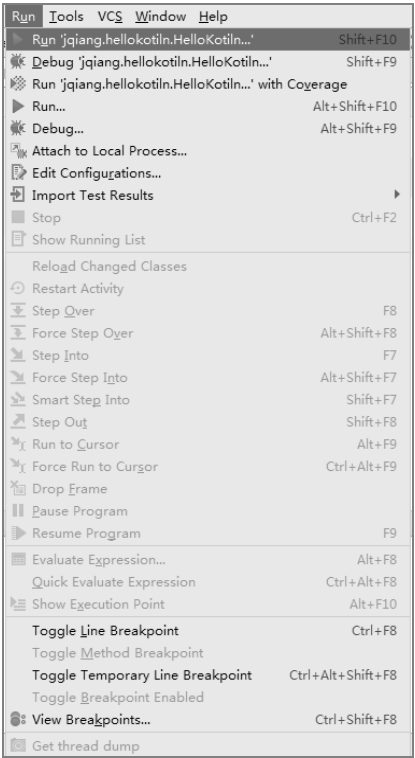 Run Tools VCS Window Help
Run 'jqiang.hellokotiln.HelloKotiln...' Shift+F10
Debug 'jqiang.hellokotiln.HelloKotiln...' Shift+F9
Run 'jqiang.hellokotiln.HelloKotiln...' with Coverage
Run... Alt+Shift+F10
Debug... Alt+Shift+F9
Attach to Local Process...
Edit Configurations...
Import Test Results
Stop Ctrl+F2
Show Running List
Reload Changed Classes
Restart Activity
Step Over F8
Force Step Over Alt+Shift+F8
Step Into F7
Force Step Into Alt+Shift+F7
Smart Step Into Shift+F7
Step Out Shift+F8
Run to Cursor Alt+F9
Force Run to Cursor Ctrl+Alt+F9
Drop Frame
Pause Program
Resume Program F9
Evaluate Expression... Alt+F8
Quick Evaluate Expression Ctrl+Alt+F8
Show Execution Point Alt+F10
Toggle Line Breakpoint Ctrl+F8
Toggle Method Breakpoint
Toggle Temporary Line Breakpoint Ctrl+Alt+Shift+F8
Toggle Breakpoint Enabled
View Breakpoints... Ctrl+Shift+F8
Get thread dump